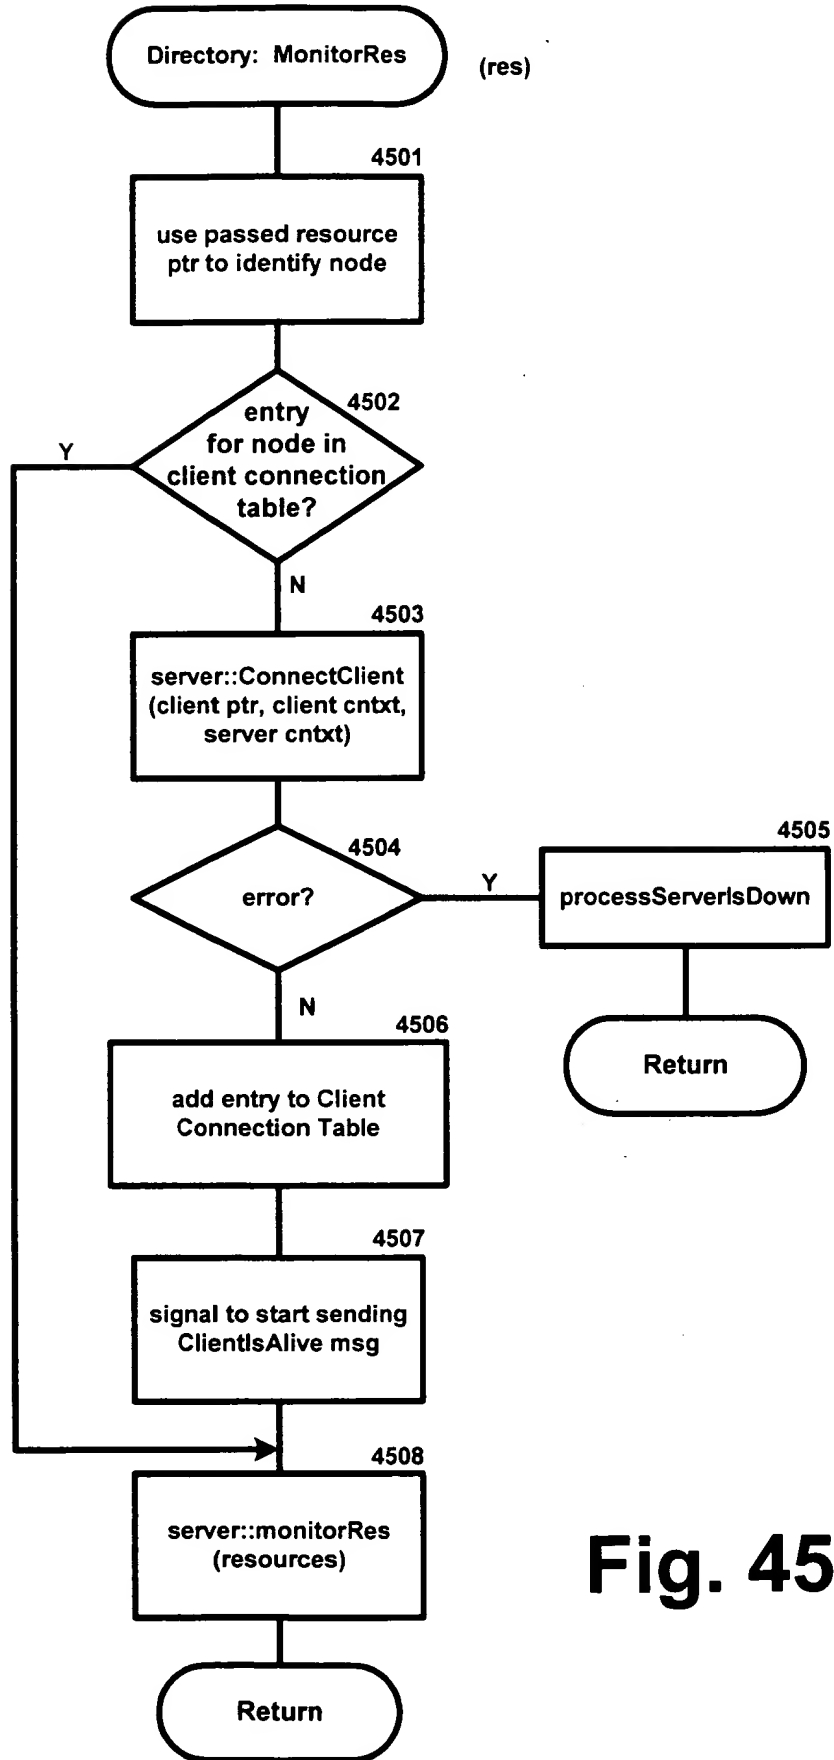 Directory: MonitorRes
(res)
4501
use passed resource
ptr to identify node
4502
entry
for node in
client connection
table?
Y
N
4503
server::ConnectClient
(client ptr, client cntxt,
server cntxt)
4504
error?
Y
4505
processServerIsDown
Return
N
4506
add entry to Client
Connection Table
4507
signal to start sending
ClientIsAlive msg
4508
server::monitorRes
(resources)
Return
Fig. 45